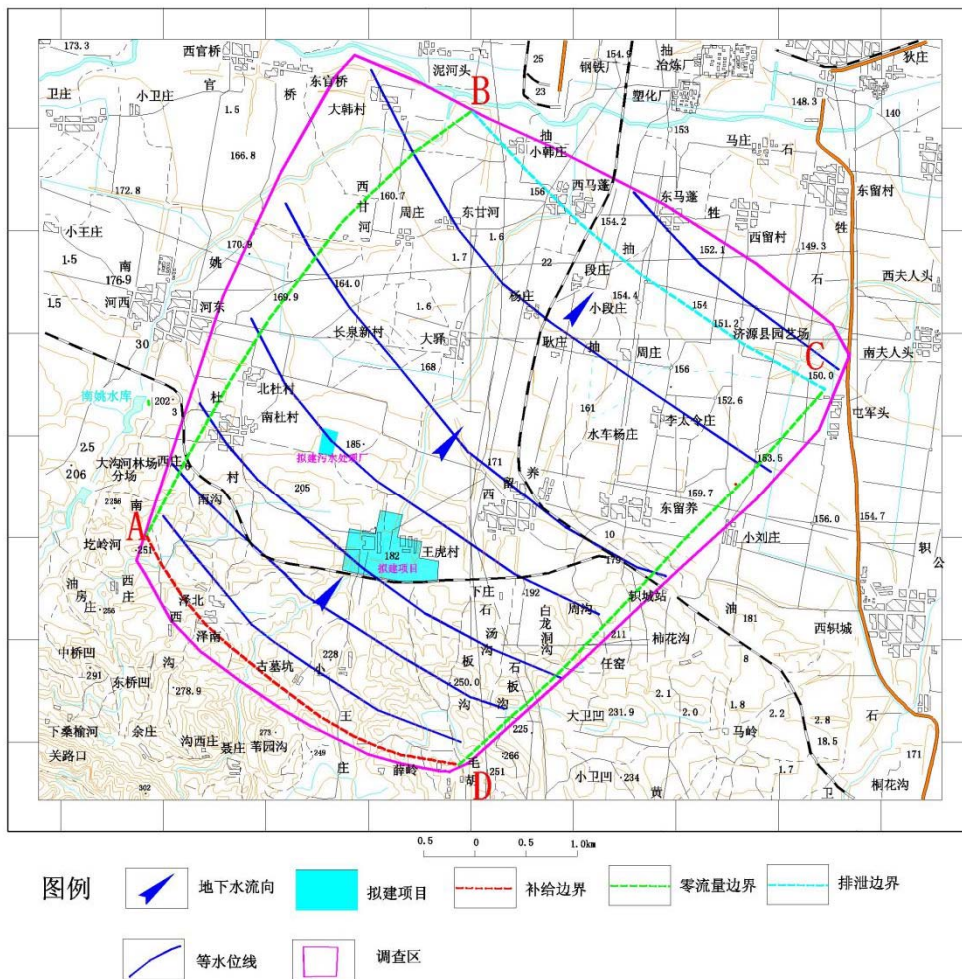 173.3
西官桥
泥河头
25
钢铁厂
154.9
抽
冶炼厂
狄庄
卫庄
小卫庄
官
桥
东官桥
大韩村
23
塑化厂
148.3
140
1.5
B
153
166.8
抽
小韩庄
马庄
石
172.8
西
160.7
156
西马蓬
东马蓬
牲
东留村
小王庄
甘
河
周庄
东甘河
154.2
西留村
牲
1.5
170.9
姚
1.6
抽
152.1
149.3
南
176.9
1.7
22
段庄
石
西夫人头
1.5
河西
河东
169.9
164.0
1.6
杨庄
154.4
小段庄
154
151.2
济源县园艺场
30
长泉新村
大驿
耿庄
抽
周庄
C
南夫人头
168
156
150.0
南姚水库
202
3
杜
北杜村
161
152.6
屯军头
南杜村
李太令庄
25
185
水车杨庄
206
大沟河林场
分场
西庄
村
拟建污水处理厂
171
养
153.5
南
南沟
205
西
留
159.7
东留养
156.0
154.7
A
10
小刘庄
圪岭河
251
182
王虎村
179
轵
油
房
庄
西
庄
拟建项目
下庄
192
轵城站
公
256
泽北
西
石
白
龙
洞
沟
周沟
油
181
西轵城
泽南
汤
沟
211
柿花沟
中桥凹
沟
228
板
石
任窑
8
291
古墓坑
小
250.0
板
东桥凹
278.9
沟
沟
2.1
1.8
王
大卫凹
231.9
2.0
2.2
2.8
石
下桑榆河
余庄
225
马岭
18.5
沟西庄
聂庄
273
苇园沟
249
庄
266
171
关路口
薛岭
毛
胡
251
小卫凹
234
1.7
302
D
黄
卫
桐花沟
0.5 0 0.5 1.0km
图例
地下水流向
拟建项目
补给边界
零流量边界
排泄边界
等水位线
调查区